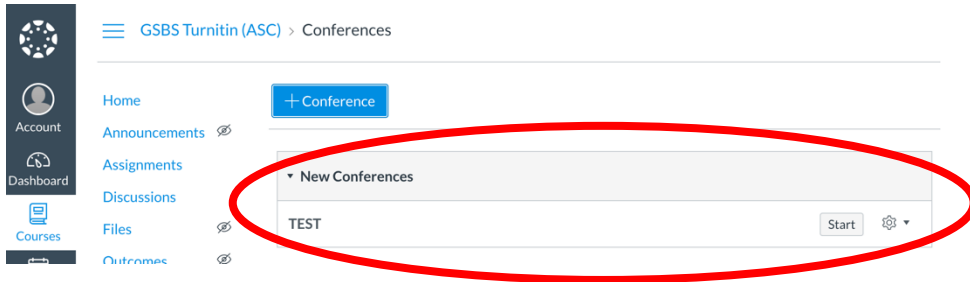 GSBS Turnitin (ASC) > Conferences
Account
Dashboard
Courses
Home
Announcements
Assignments
Discussions
Files
Outcomes
+ Conference
New Conferences
TEST Start